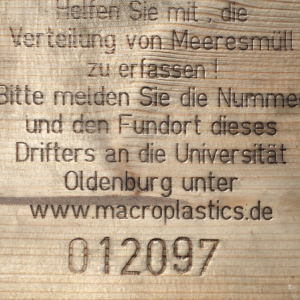 Helfen Sie mit, die
Verteilung von Meeresmüll
zu erfassen!
Bitte melden Sie die Nummer
und den Fundort dieses
Drifters an die Universität
Oldenburg unter
www.macroplastics.de
012097